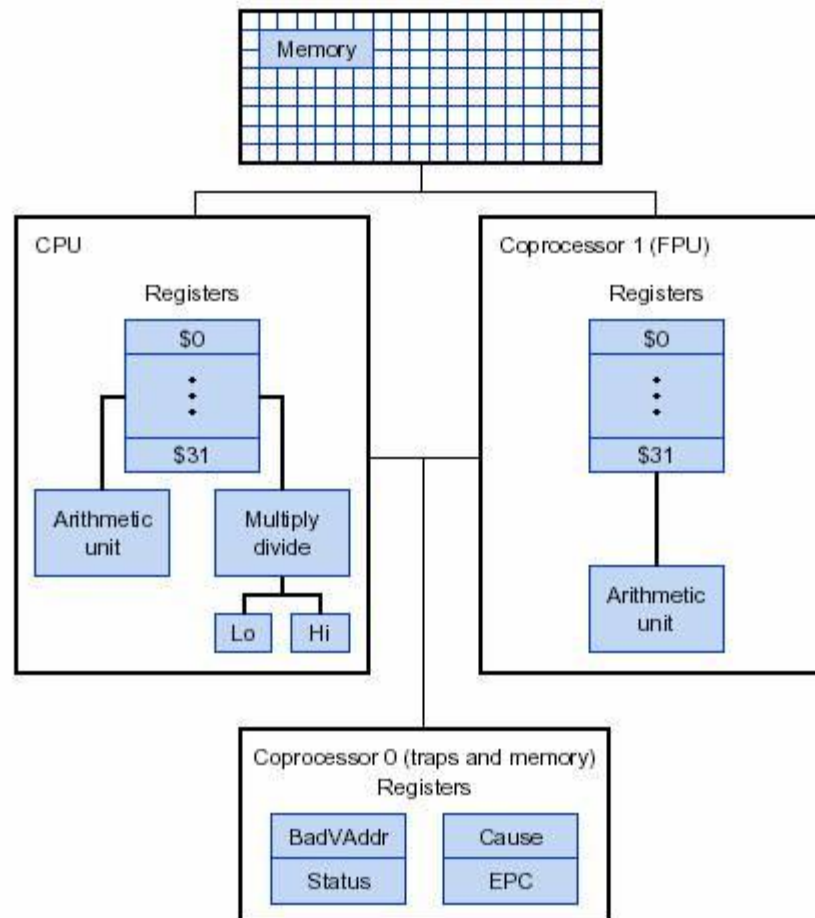 Memory
CPU
Registers
$0
$31
Arithmetic
unit
Multiply
divide
Lo
Hi
Coprocessor 1 (FPU)
Registers
$0
$31
Arithmetic
unit
Coprocessor 0 (traps and memory)
Registers
BadVAddr
Cause
Status
EPC